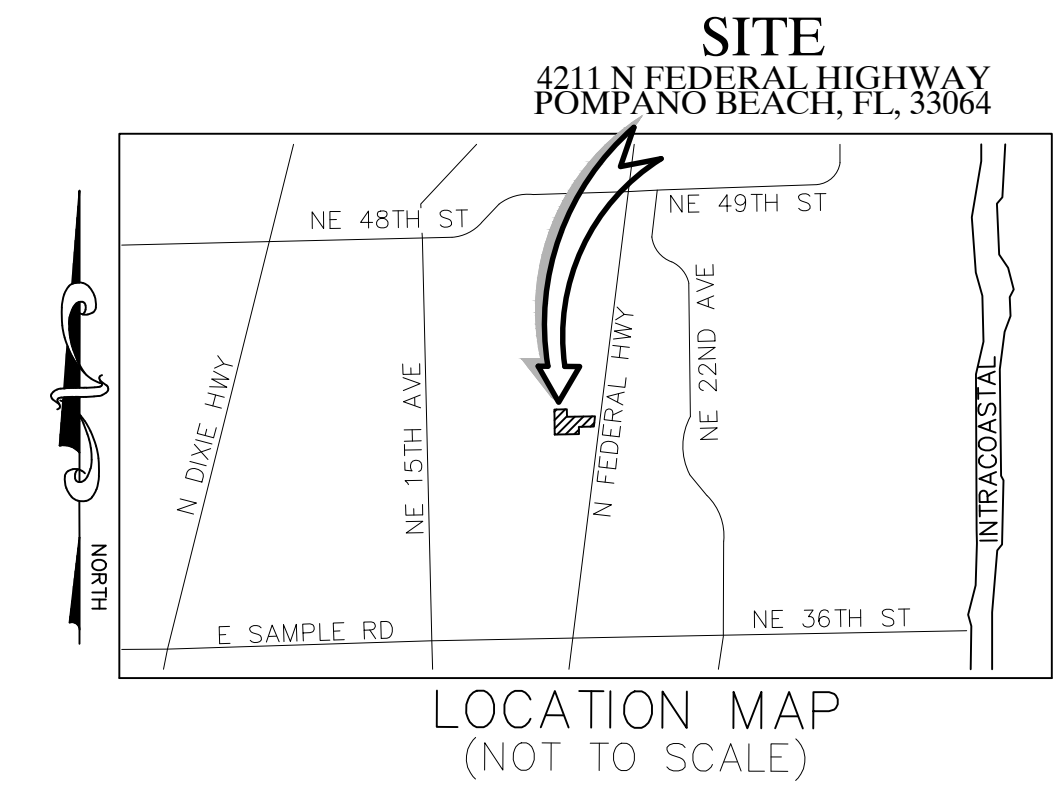 SITE
4211 N FEDERAL HIGHWAY
POMPANO BEACH, FL, 33064
NE 48TH ST
NE 49TH ST
N DIXIE HWY
NE 15TH AVE
N FEDERAL HWY
NE 22ND AVE
INTRACOASTAL
NORTH
E SAMPLE RD
NE 36TH ST
LOCATION MAP
(NOT TO SCALE)